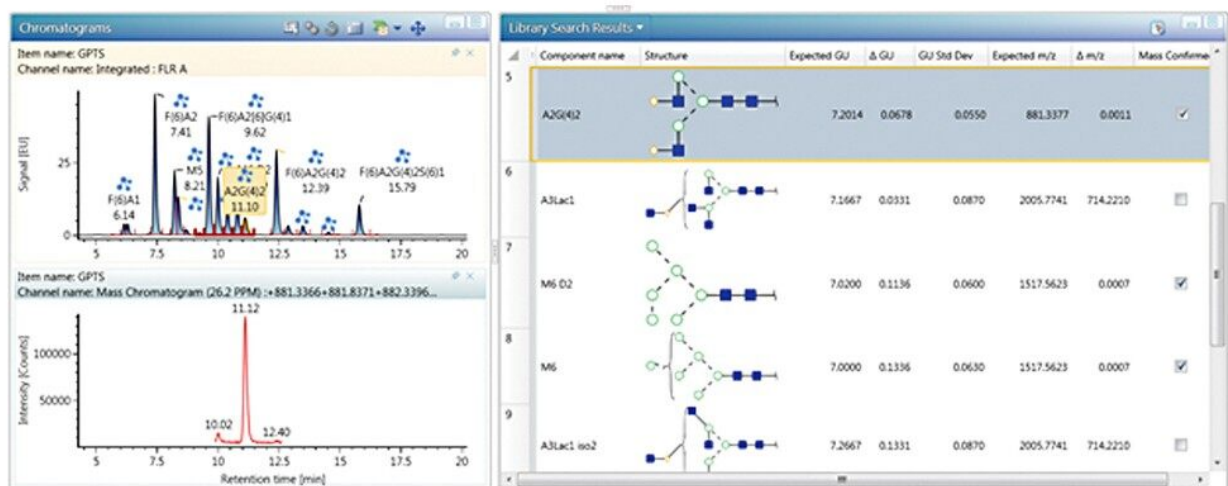 Chromatograms
Item name: GPTS
Channel name: Integrated : FLR A
Signal [EU]
25
0
F(6)A1
6.14
F(6)A2
7.41
M5
8.21
F(6)A2[6]G(4)1
9.62
A2G(4)2
11.10
F(6)A2G(4)2
12.39
F(6)A2G(4)2S(6)1
15.79
5 7.5 10 12.5 15 17.5 20
Item name: GPTS
Channel name: Mass Chromatogram (26.2 PPM) :+881.3366+881.8371+882.3396...
Intensity [Counts]
100000
50000
11.12
10.02
12.40
5 7.5 10 12.5 15 17.5 20
Retention time [min]
Library Search Results
Component name Structure Expected GU Δ GU GU Std Dev Expected m/z Δ m/z Mass Confirme
5 A2G(4)2 7.2014 0.0678 0.0550 881.3377 0.0011
6 A3Lac1 7.1667 0.0331 0.0870 2005.7741 714.2210
7 M6 D2 7.0200 0.1136 0.0600 1517.5623 0.0007
8 M6 7.0000 0.1336 0.0630 1517.5623 0.0007
9 A3Lac1 iso2 7.2667 0.1331 0.0870 2005.7741 714.2210